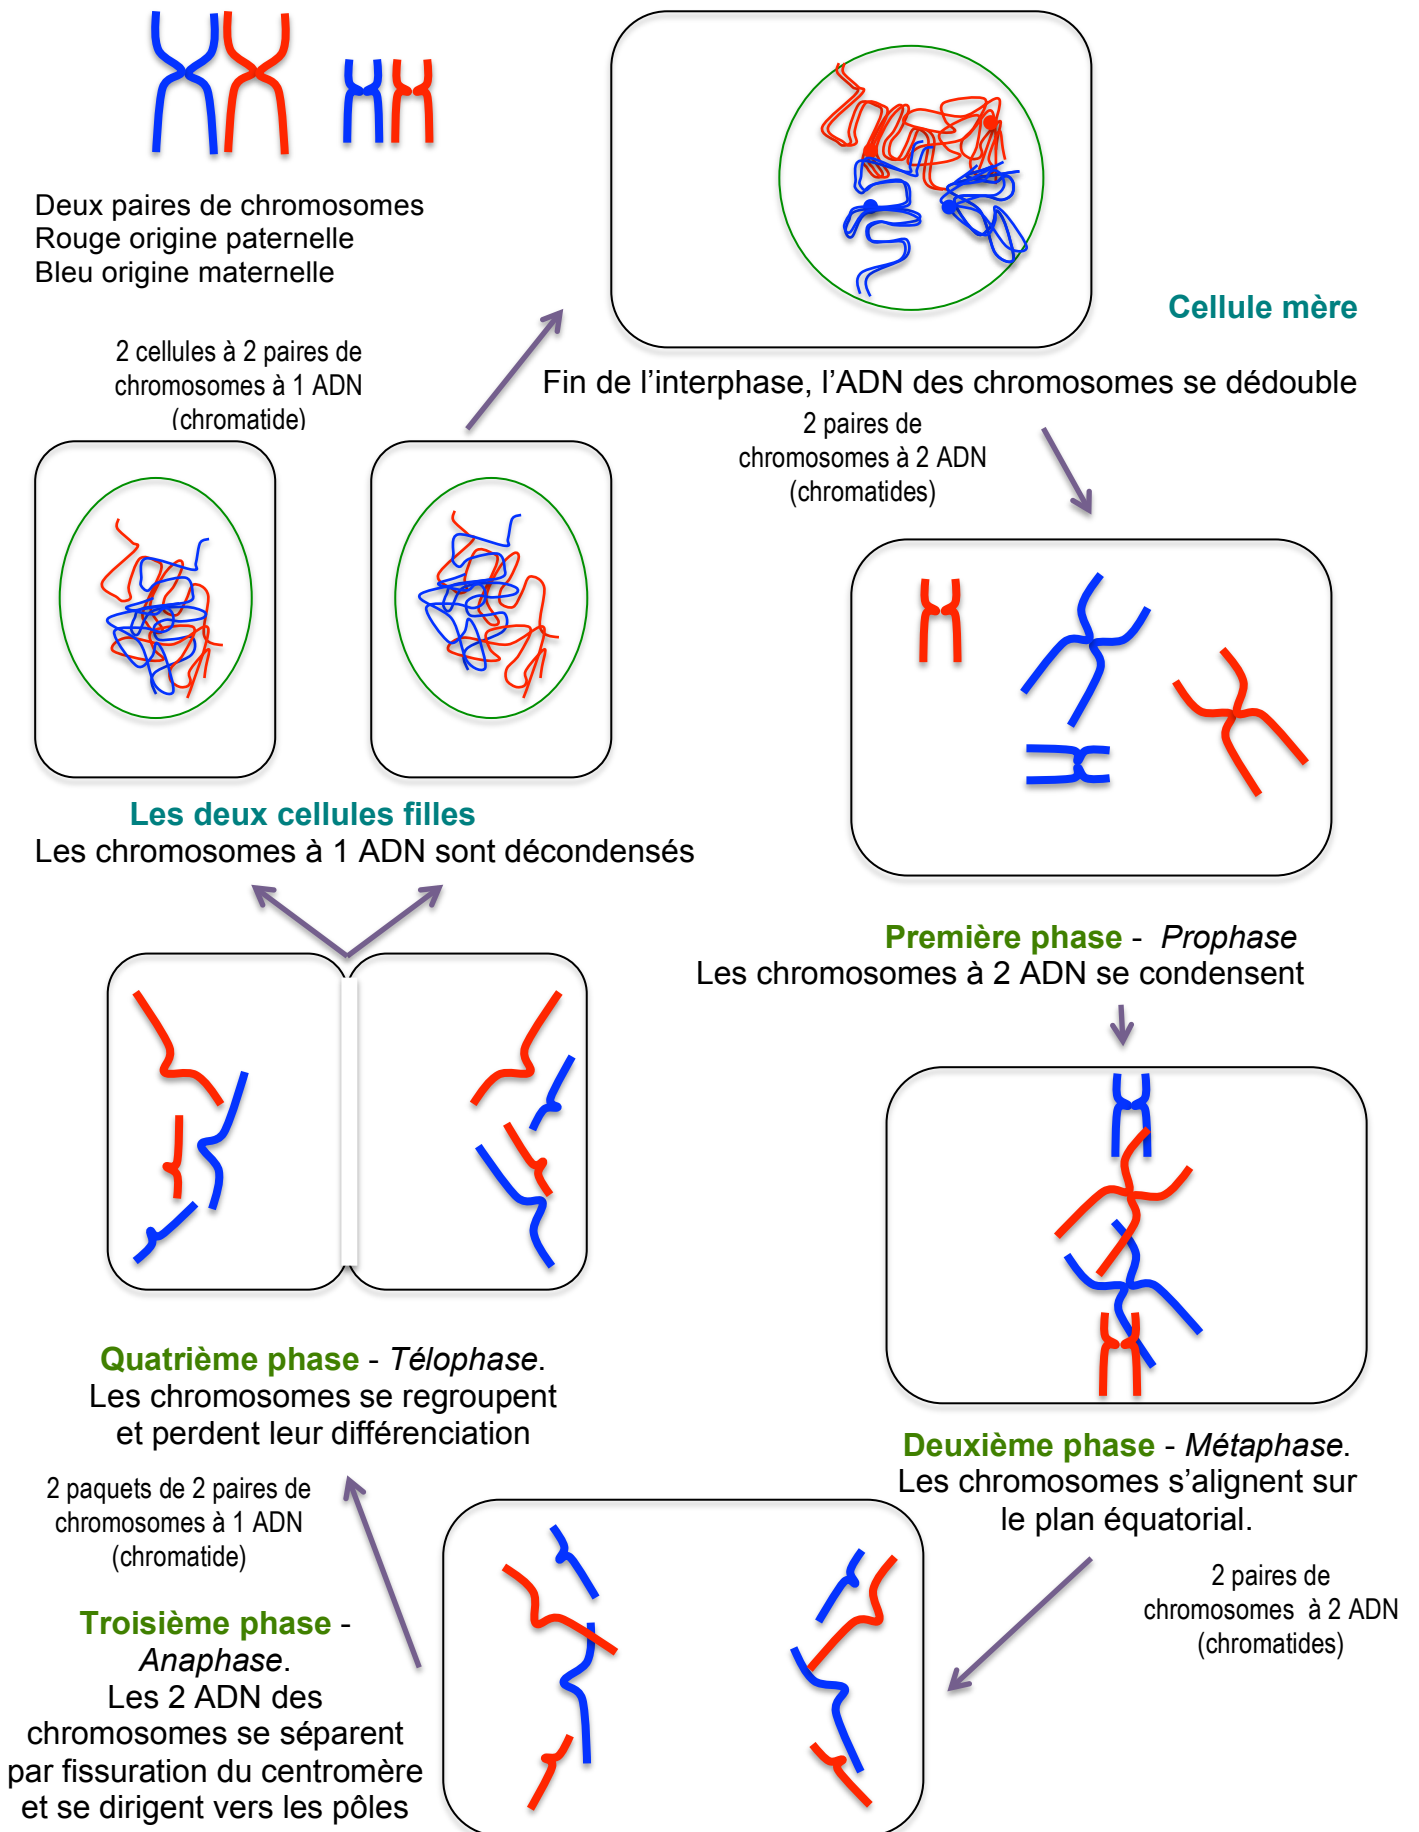 Deux paires de chromosomes
Rouge origine paternelle
Bleu origine maternelle
Cellule mère
Fin de l'interphase, l'ADN des chromosomes se dédouble
2 paires de
chromosomes à 2 ADN
(chromatides)
Première phase - Prophase
Les chromosomes à 2 ADN se condensent
Deuxième phase - Métaphase.
Les chromosomes s'alignent sur
le plan équatorial.
2 paires de
chromosomes à 2 ADN
(chromatides)
Troisième phase -
Anaphase.
Les 2 ADN des
chromosomes se séparent
par fissuration du centromère
et se dirigent vers les pôles
2 paquets de 2 paires de
chromosomes à 1 ADN
(chromatide)
Quatrième phase - Télophase.
Les chromosomes se regroupent
et perdent leur différenciation
Les deux cellules filles
Les chromosomes à 1 ADN sont décondensés
2 cellules à 2 paires de
chromosomes à 1 ADN
(chromatide)